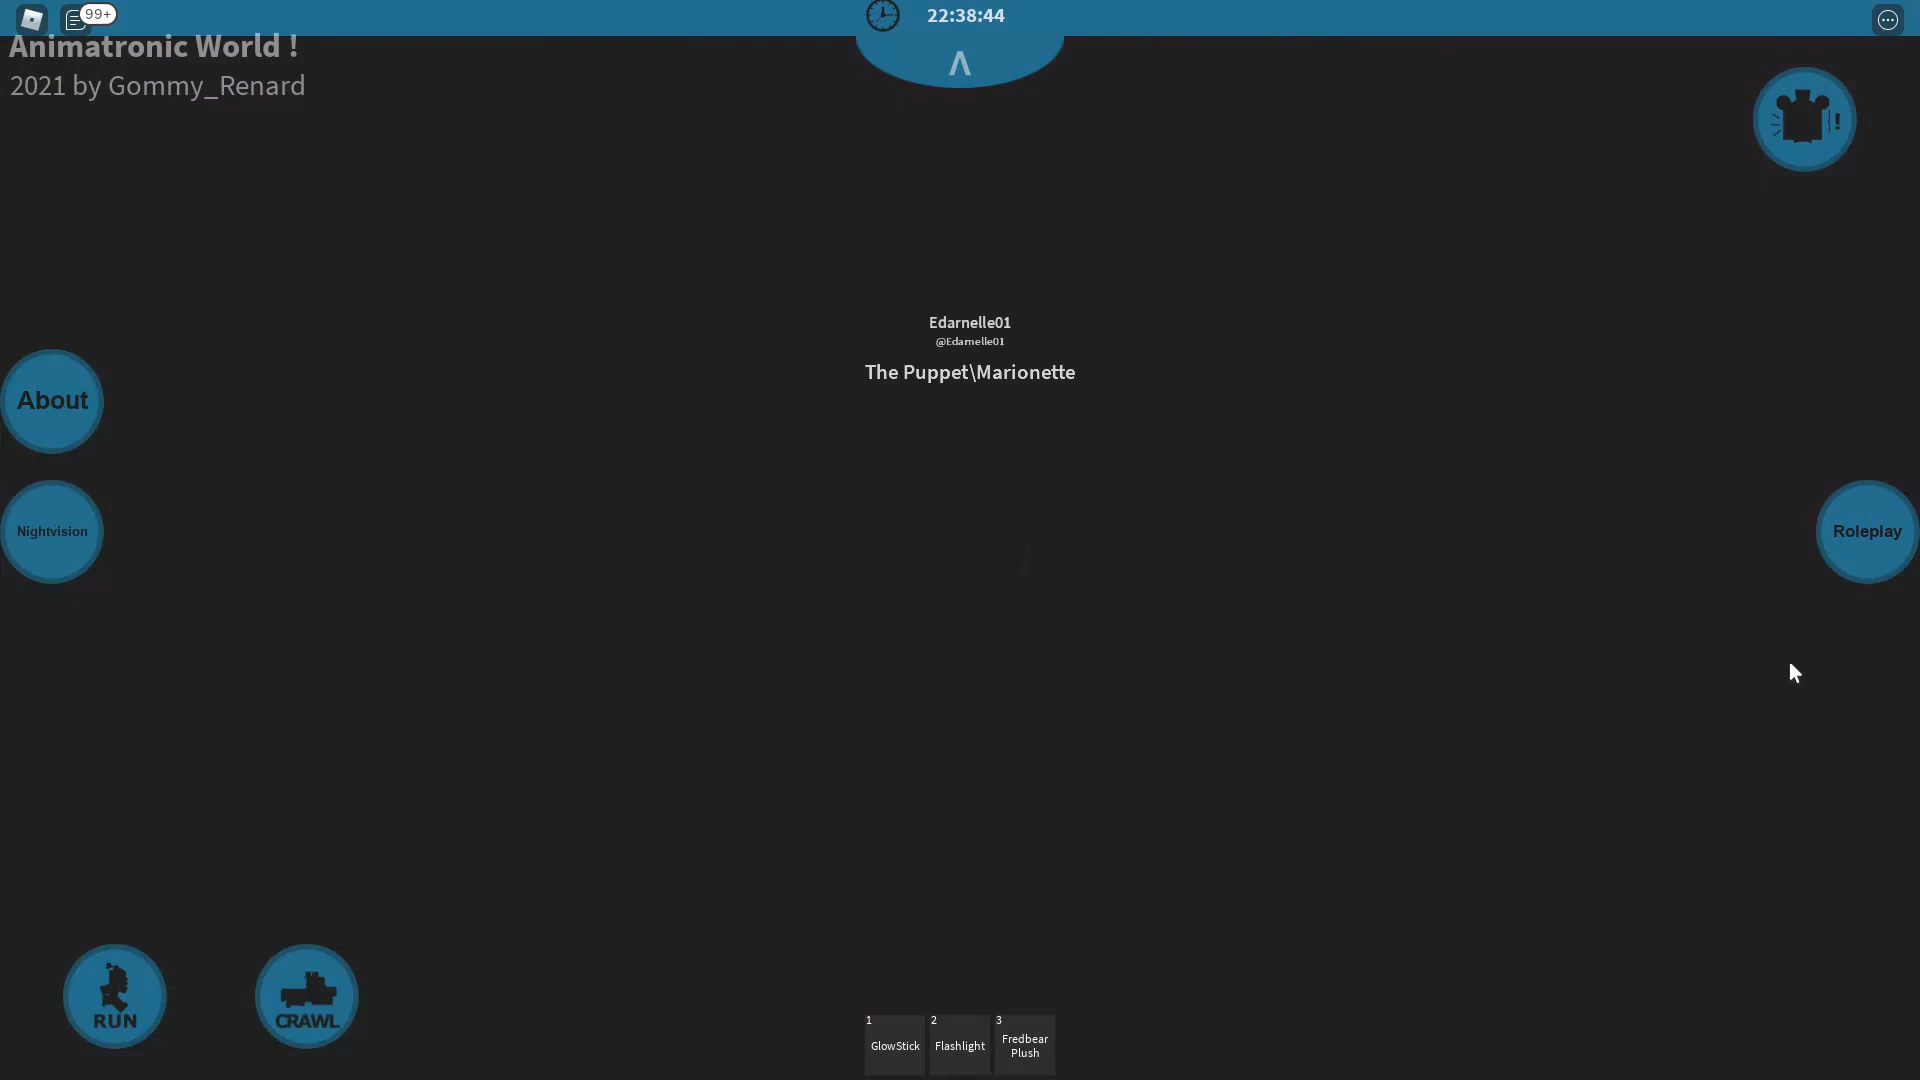 99+
22:38:44
Animatronic World !
2021 by Gommy_Renard
Λ
!
Edarnelle01
@Edarnelle01
The Puppet\Marionette
About
Nightvision
Roleplay
RUN
CRAWL
1
GlowStick
2
Flashlight
3
Fredbear
Plush